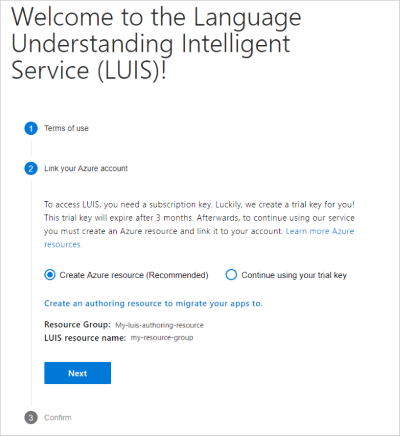 Welcome to the Language
Understanding Intelligent
Service (LUIS)!
1 Terms of use
2 Link your Azure account
To access LUIS, you need a subscription key. Luckily, we create a trial key for you!
This trial key will expire after 3 months. Afterwards, to continue using our service
you must create an Azure resource and link it to your account. Learn more Azure
resources.
Create Azure resource (Recommended) Continue using your trial key
Create an authoring resource to migrate your apps to.
Resource Group: My-luis-authoring-resource
LUIS resource name: my-resource-group
Next
3 Confirm